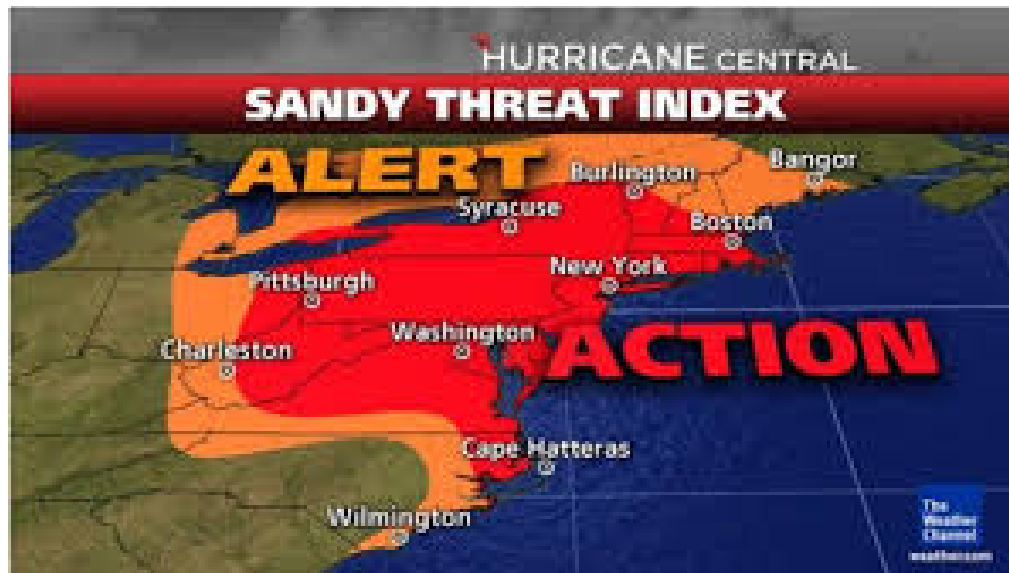 HURRICANE CENTRAL
SANDY THREAT INDEX
ALERT
Burlington
Bangor
Syracuse
Boston
Pittsburgh
New York
Charleston
Washington
ACTION
Cape Hatteras
Wilmington
The
Weather
Channel
weather.com